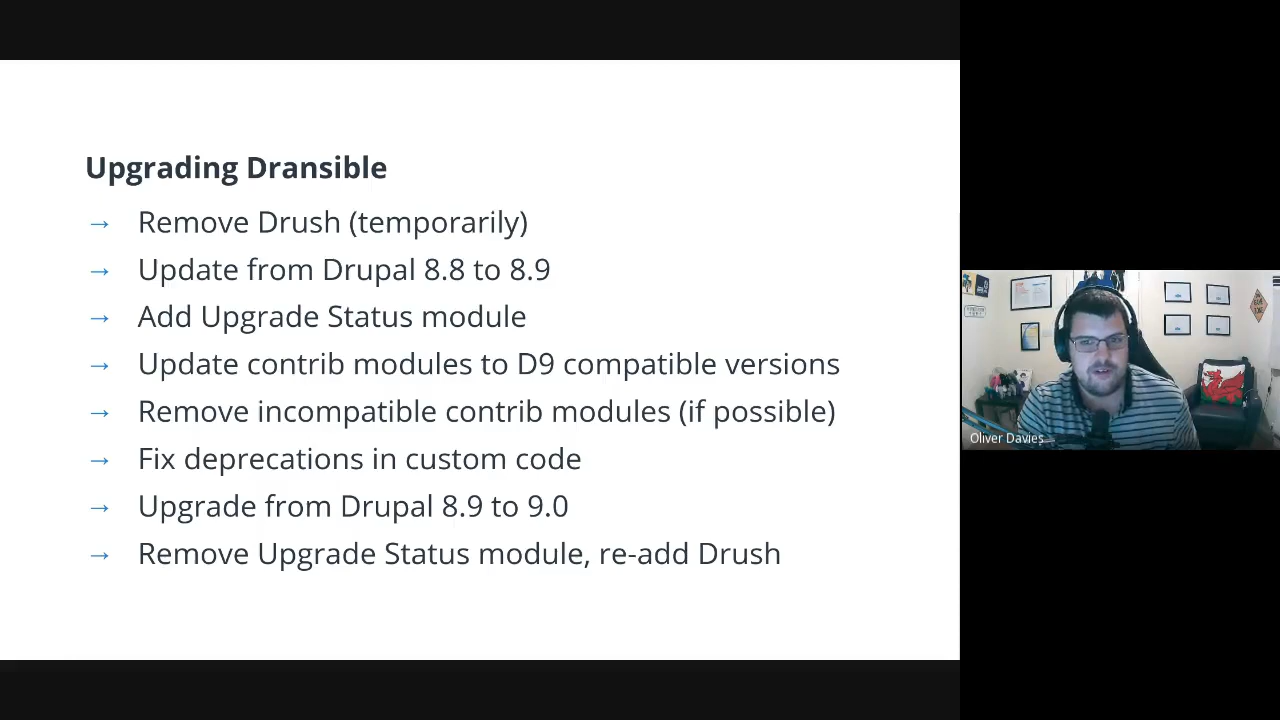 Upgrading Dransible
→ Remove Drush (temporarily)
→ Update from Drupal 8.8 to 8.9
→ Add Upgrade Status module
→ Update contrib modules to D9 compatible versions
→ Remove incompatible contrib modules (if possible)
→ Fix deprecations in custom code
→ Upgrade from Drupal 8.9 to 9.0
→ Remove Upgrade Status module, re-add Drush
Oliver Davies